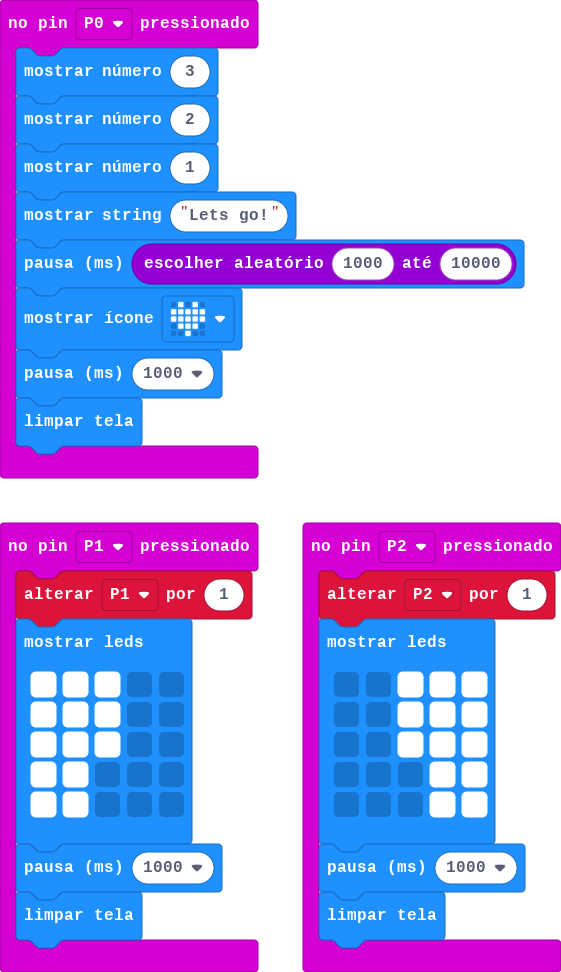 no pin P0 pressionado
mostrar número 3
mostrar número 2
mostrar número 1
mostrar string "Lets go!"
pausa (ms) escolher aleatório 1000 até 10000
mostrar ícone
pausa (ms) 1000
limpar tela
no pin P1 pressionado
alterar P1 por 1
mostrar leds
pausa (ms) 1000
limpar tela
no pin P2 pressionado
alterar P2 por 1
mostrar leds
pausa (ms) 1000
limpar tela